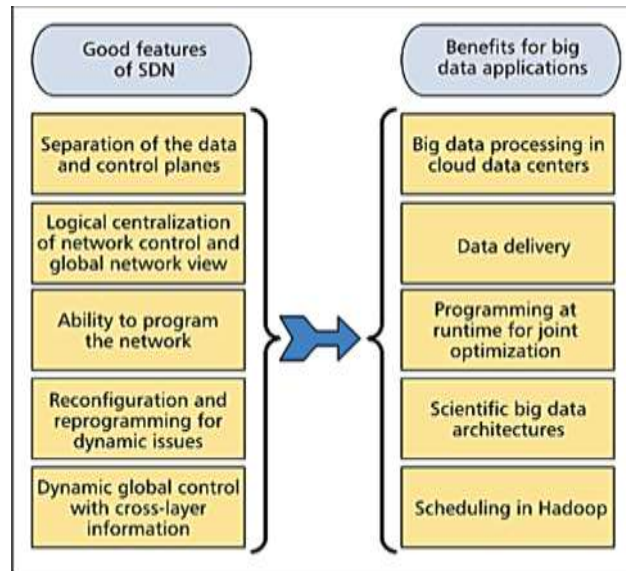 Good features
of SDN
Separation of the data
and control planes
Logical centralization
of network control and
global network view
Ability to program
the network
Reconfiguration and
reprogramming for
dynamic issues
Dynamic global control
with cross-layer
information
Benefits for big
data applications
Big data processing in
cloud data centers
Data delivery
Programming at
runtime for joint
optimization
Scientific big data
architectures
Scheduling in Hadoop